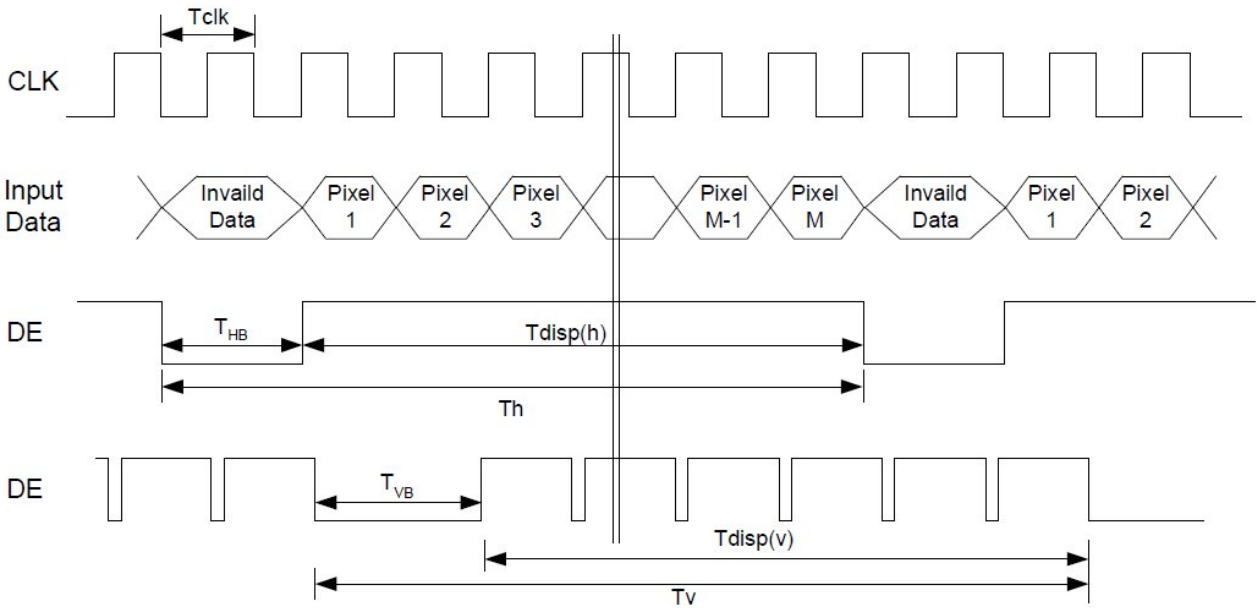 Tclk
CLK
Input
Data
Invaild
Data
Pixel
1
Pixel
2
Pixel
3
Pixel
M-1
Pixel
M
Invaild
Data
Pixel
1
Pixel
2
DE
THB
Tdisp(h)
Th
DE
TVB
Tdisp(v)
Tv